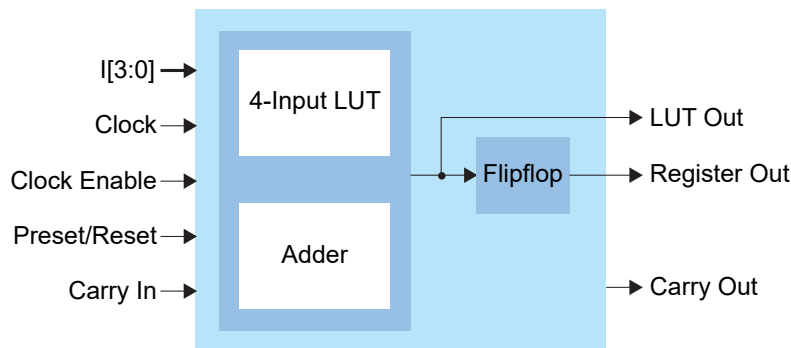 I[3:0]
Clock
Clock Enable
Preset/Reset
Carry In
4-Input LUT
Adder
Flipflop
LUT Out
Register Out
Carry Out